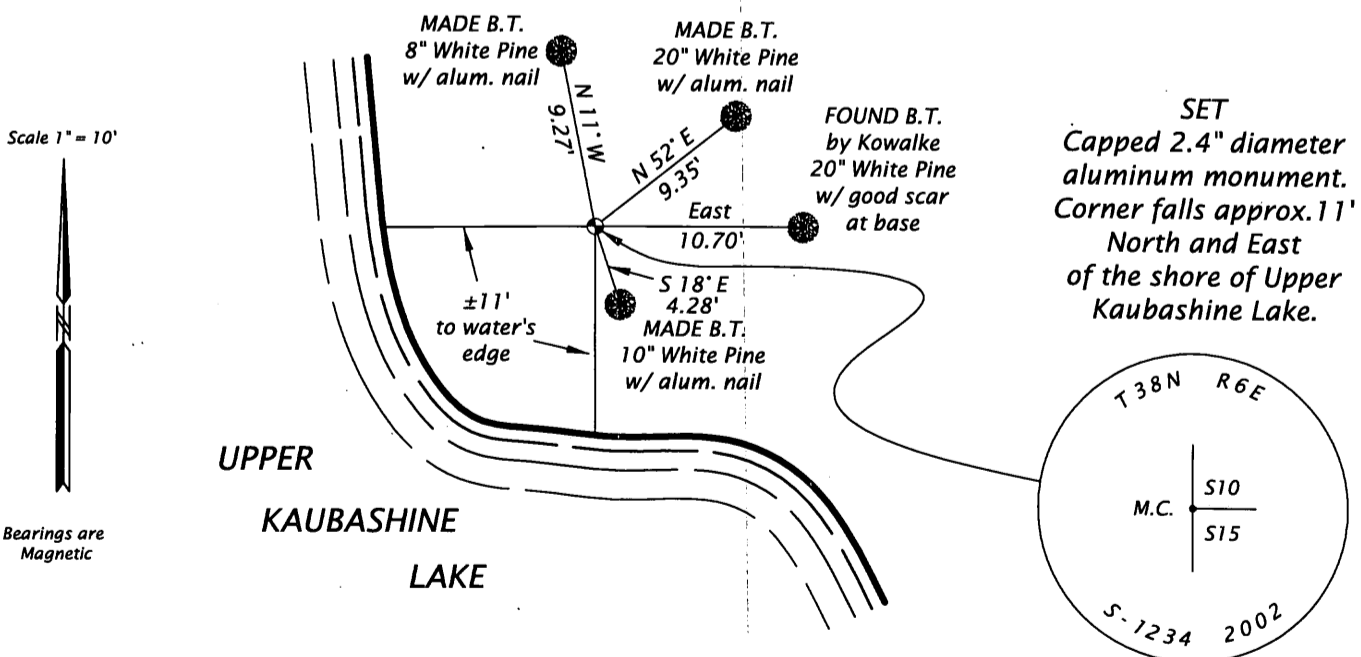 MADE B.T.
8" White Pine
w/ alum. nail
MADE B.T.
20" White Pine
w/ alum. nail
Scale 1" = 10'
N 11° W
9.27'
N 52° E
9.35'
FOUND B.T.
by Kowalke
20" White Pine
w/ good scar
at base
East
10.70'
SET
Capped 2.4" diameter
aluminum monument.
Corner falls approx.11'
North and East
of the shore of Upper
Kaubashine Lake.
±11'
to water's
edge
S 18° E
4.28'
MADE B.T.
10" White Pine
w/ alum. nail
UPPER
KAUBASHINE
LAKE
Bearings are
Magnetic
T38N R6E
M.C.
S10
S15
S-1234 2002